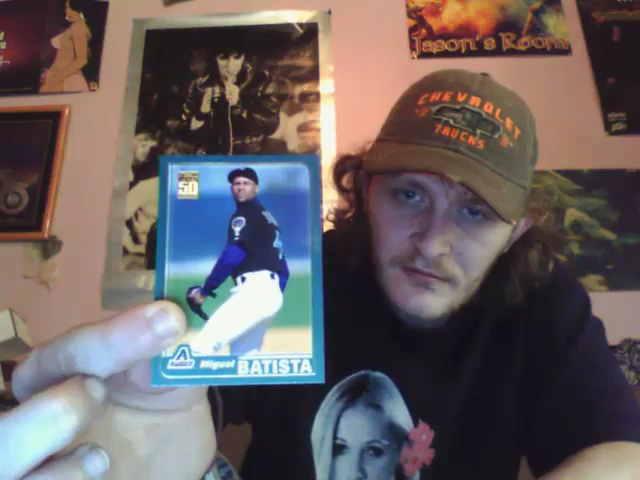 Jason's Room
CHEVROLET
TRUCKS
50
A
Miguel BATISTA